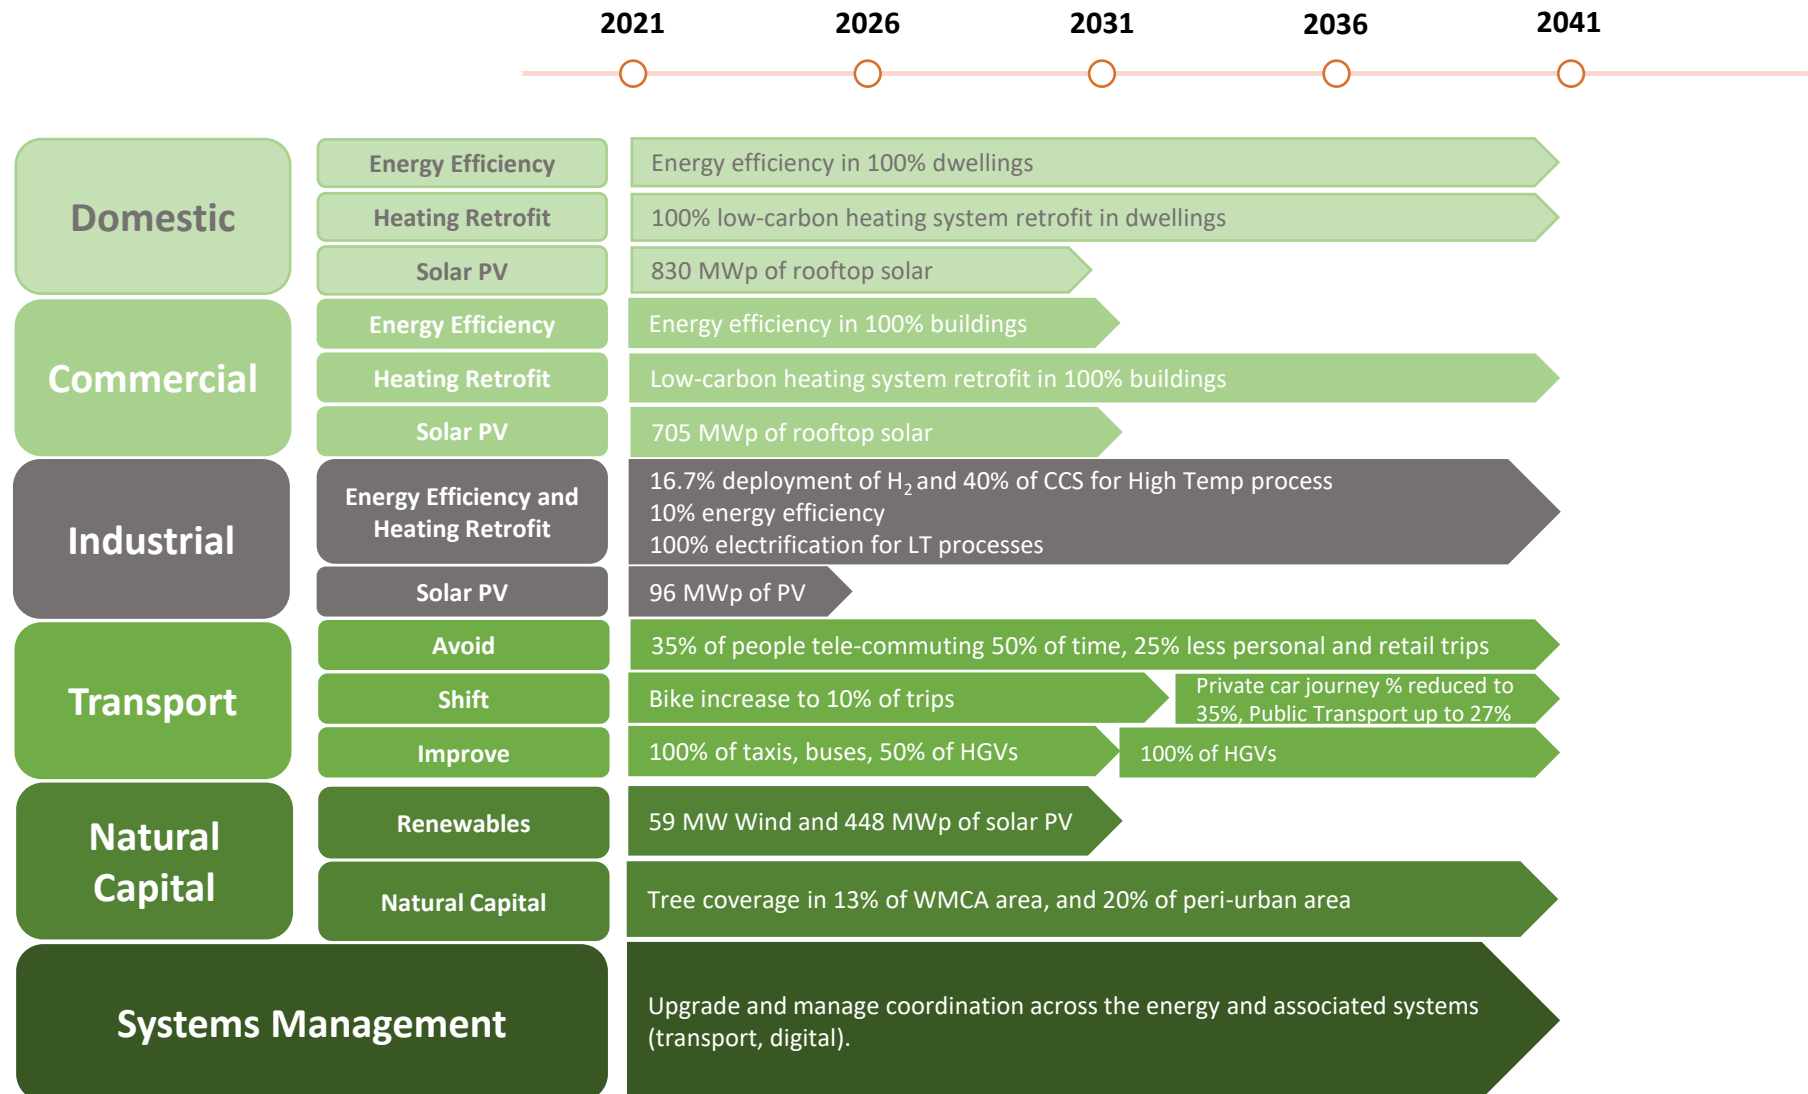 2021 2026 2031 2036 2041
Domestic
Energy Efficiency
Energy efficiency in 100% dwellings
Heating Retrofit
100% low-carbon heating system retrofit in dwellings
Solar PV
830 MWp of rooftop solar
Commercial
Energy Efficiency
Energy efficiency in 100% buildings
Heating Retrofit
Low-carbon heating system retrofit in 100% buildings
Solar PV
705 MWp of rooftop solar
Industrial
Energy Efficiency and
Heating Retrofit
16.7% deployment of H₂ and 40% of CCS for High Temp process
10% energy efficiency
100% electrification for LT processes
Solar PV
96 MWp of PV
Transport
Avoid
35% of people tele-commuting 50% of time, 25% less personal and retail trips
Shift
Bike increase to 10% of trips
Private car journey % reduced to
35%, Public Transport up to 27%
Improve
100% of taxis, buses, 50% of HGVs
100% of HGVs
Natural
Capital
Renewables
59 MW Wind and 448 MWp of solar PV
Natural Capital
Tree coverage in 13% of WMCA area, and 20% of peri-urban area
Systems Management
Upgrade and manage coordination across the energy and associated systems
(transport, digital).